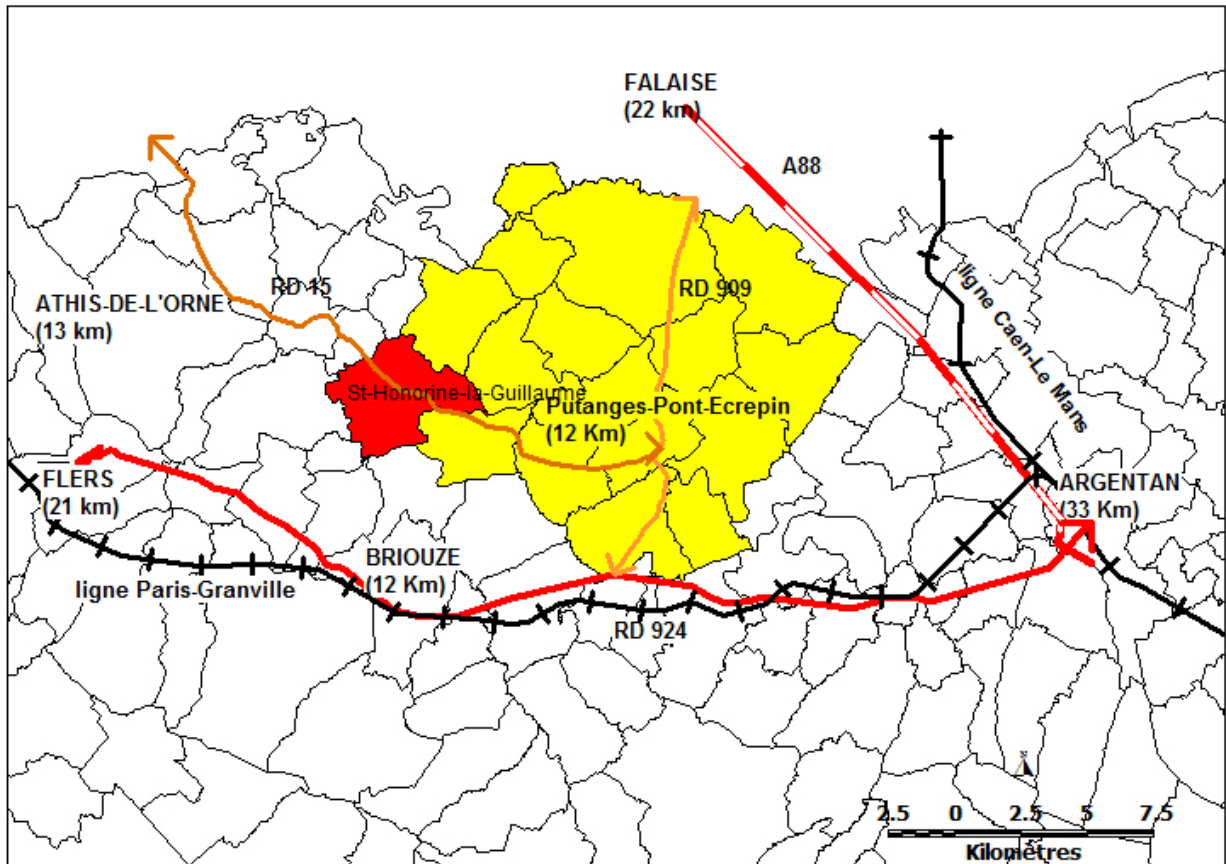 FALAISE
(22 km)
A88
ligne Caen-Le Mans
RD 15
RD 909
ATHIS-DE-L'ORNE
(13 km)
St-Honorine-la-Guillaume
Putanges-Pont-Ecrepin
(12 Km)
FLERS
(21 km)
ARGENTAN
(33 Km)
BRIOUZE
(12 Km)
ligne Paris-Granville
RD 924
N
2.5 0 2.5 7.5
Kilométres